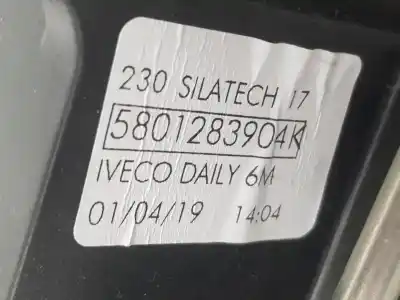 230 SILATECH 17
5801283904K
IVECO DAILY 6M
01/04/19 14:04